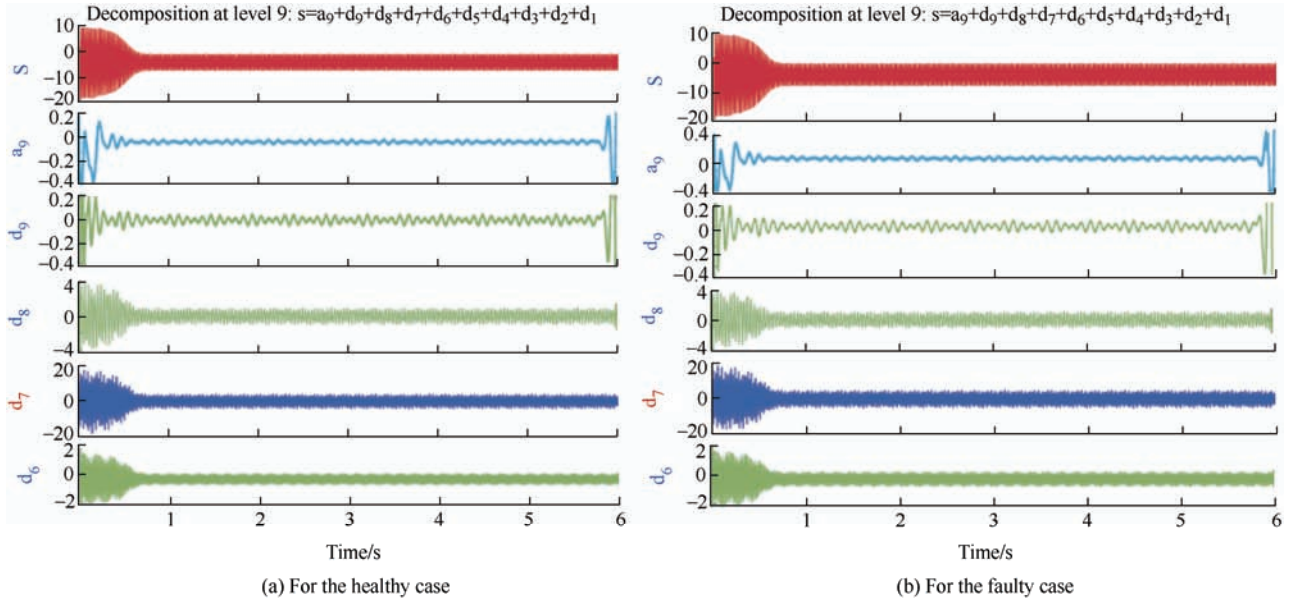 Decomposition at level 9: s=a9+d9+d8+d7+d6+d5+d4+d3+d2+d1
10
0
−10
−20
S
0.2
0
−0.2
−0.4
a9
0.2
0
−0.2
−0.4
d9
4
0
−4
d8
20
0
−20
d7
2
0
−2
d6
1 2 3 4 5 6
Time/s
(a) For the healthy case
Decomposition at level 9: s=a9+d9+d8+d7+d6+d5+d4+d3+d2+d1
10
0
−10
−20
S
0.4
0
−0.4
a9
0.2
0
−0.2
−0.4
d9
4
0
−4
d8
20
0
−20
d7
2
0
−2
d6
1 2 3 4 5 6
Time/s
(b) For the faulty case